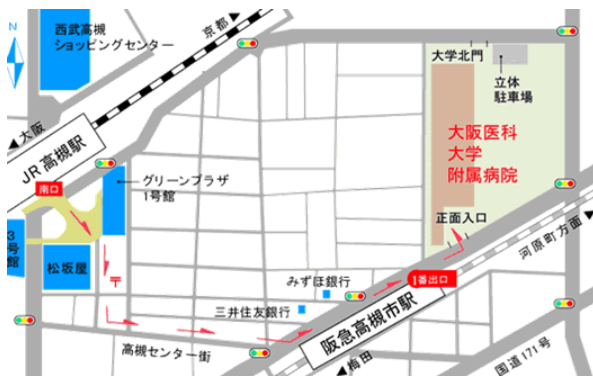 西武高槻
ショッピングセンター
京都
N
大学北門
立体
駐車場
大阪
JR高槻駅
大阪医科
大学
附属病院
グリーンプラザ
1号館
南口
正面入口
河原町方面
3号館
松坂屋
〒
みずほ銀行
1番出口
三井住友銀行
阪急高槻市駅
高槻センター街
梅田
国道171号